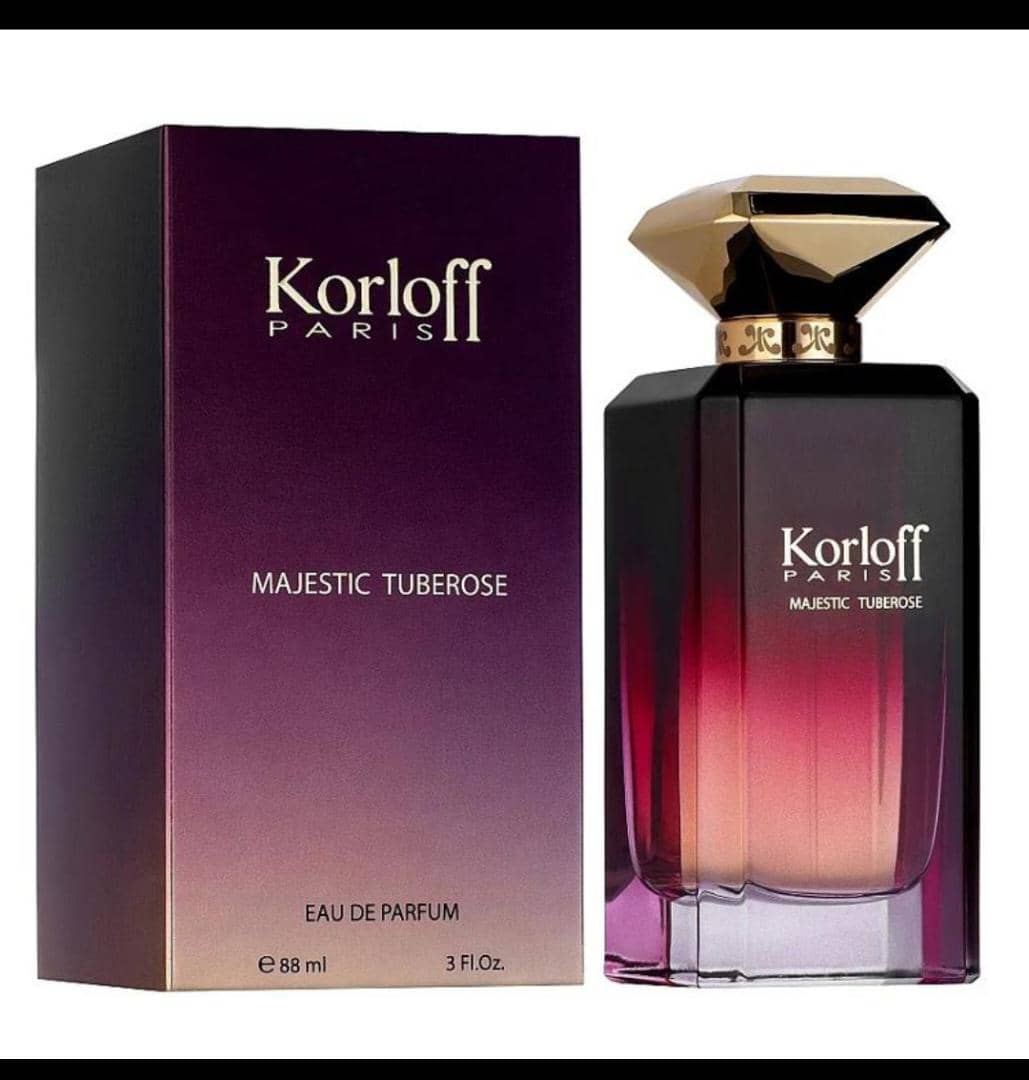 Korloff
PARIS
MAJESTIC TUBEROSE
EAU DE PARFUM
℮ 88 ml 3 Fl.Oz.
Korloff
PARIS
MAJESTIC TUBEROSE